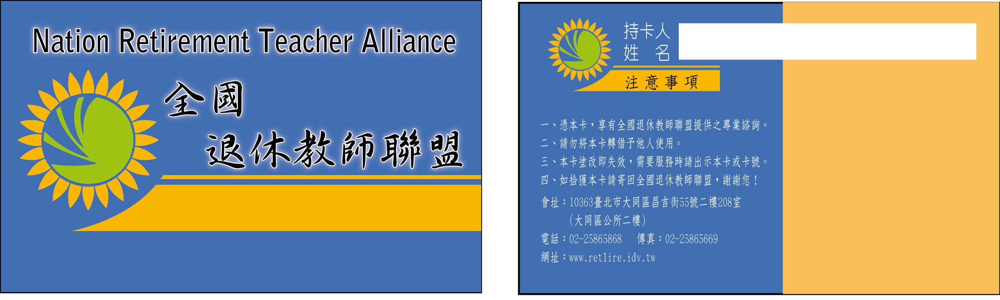 Nation Retirement Teacher Alliance
全國
退休教師聯盟
持卡人
姓 名
注意事項
一、憑本卡，享有全國退休教師聯盟提供之專業諮詢。
二、請勿將本卡轉借予他人使用。
三、本卡塗改即失效，需要服務時請出示本卡或卡號。
四、如拾獲本卡請寄回全國退休教師聯盟，謝謝您！
會址：10363臺北市大同區昌吉街55號二樓208室
(大同區公所二樓)
電話：02-25865868 傳真：02-25865669
網址：www.ret1ire.idv.tw